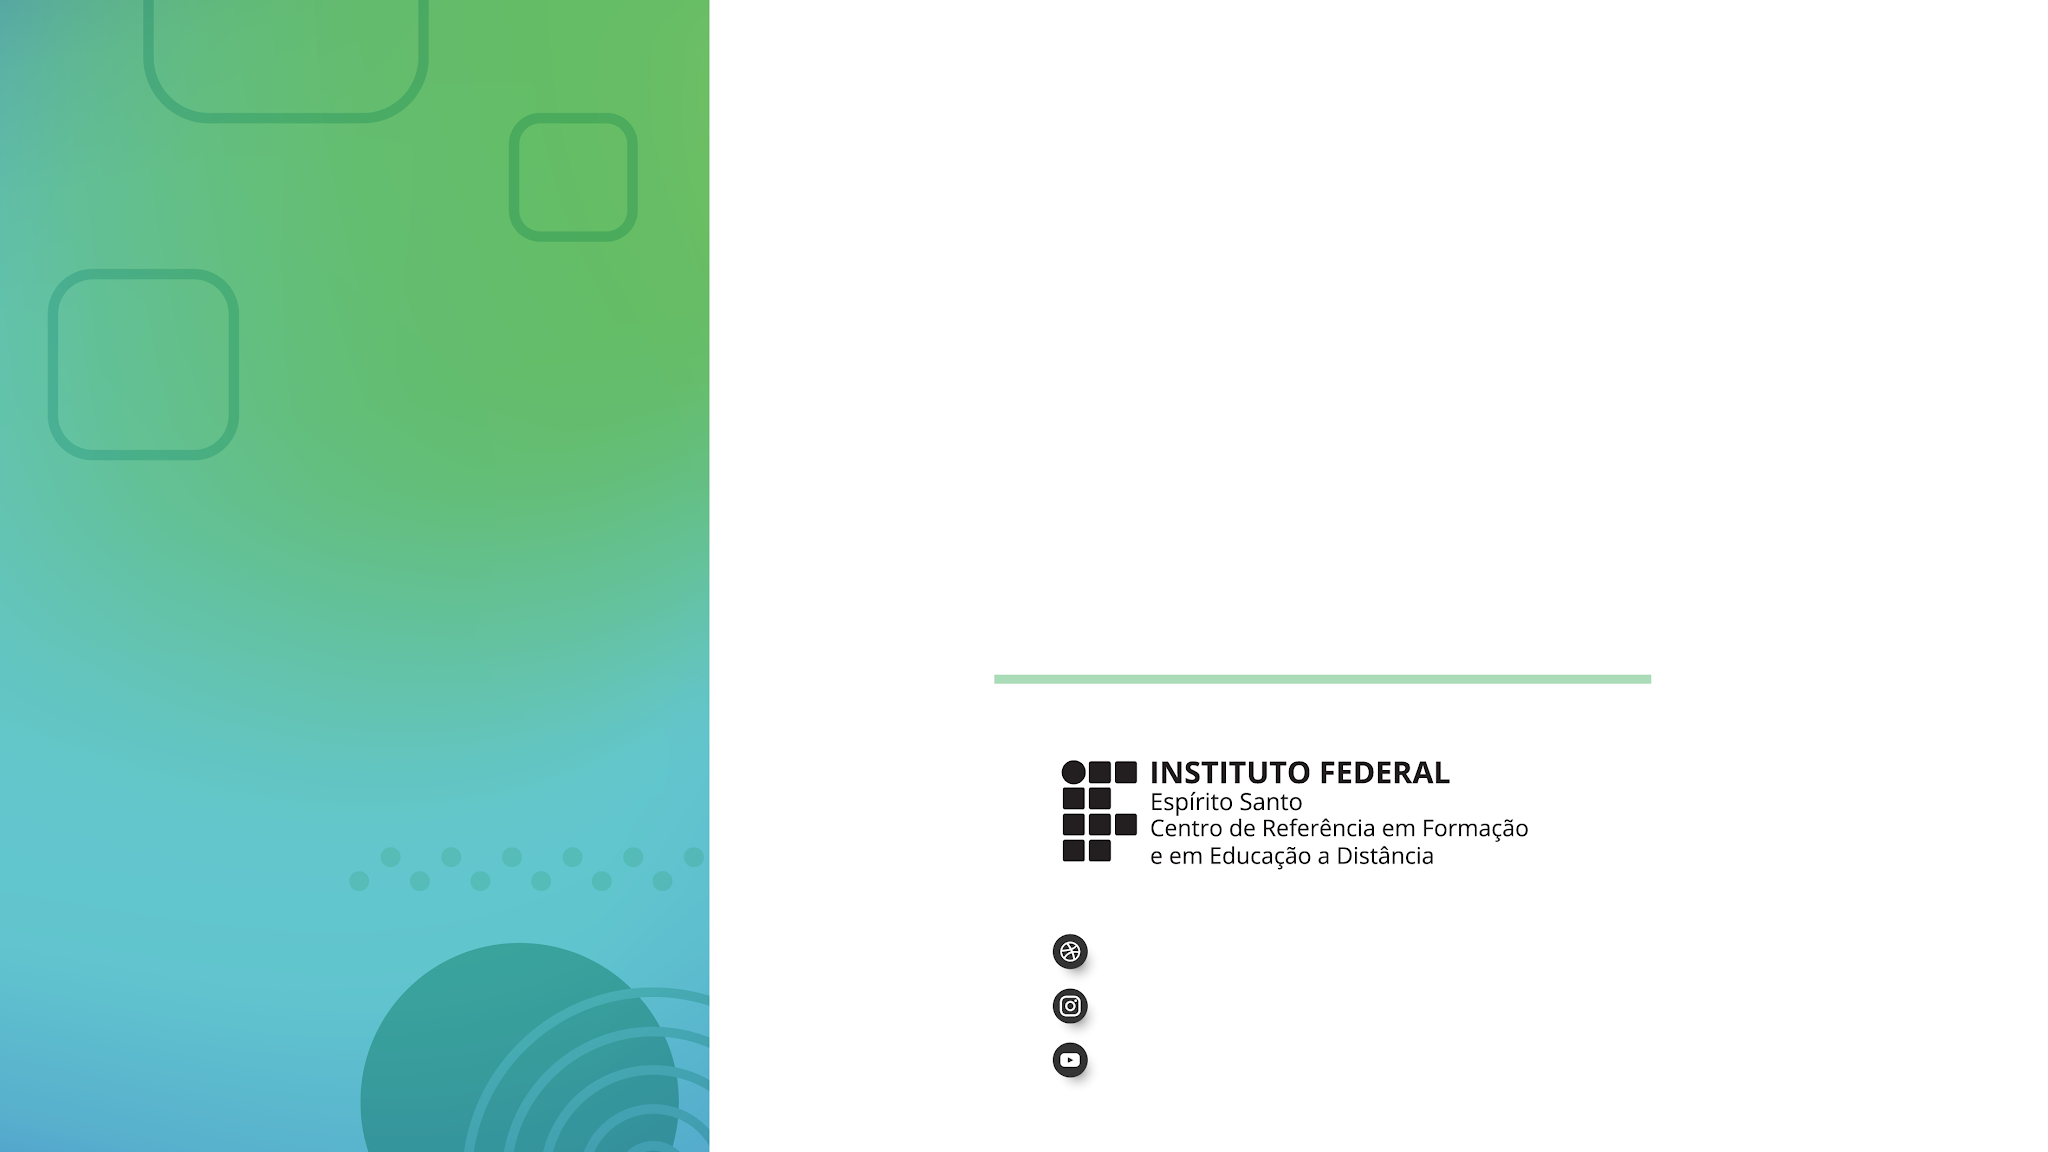 INSTITUTO FEDERAL
Espírito Santo
Centro de Referência em Formação
e em Educação a Distância